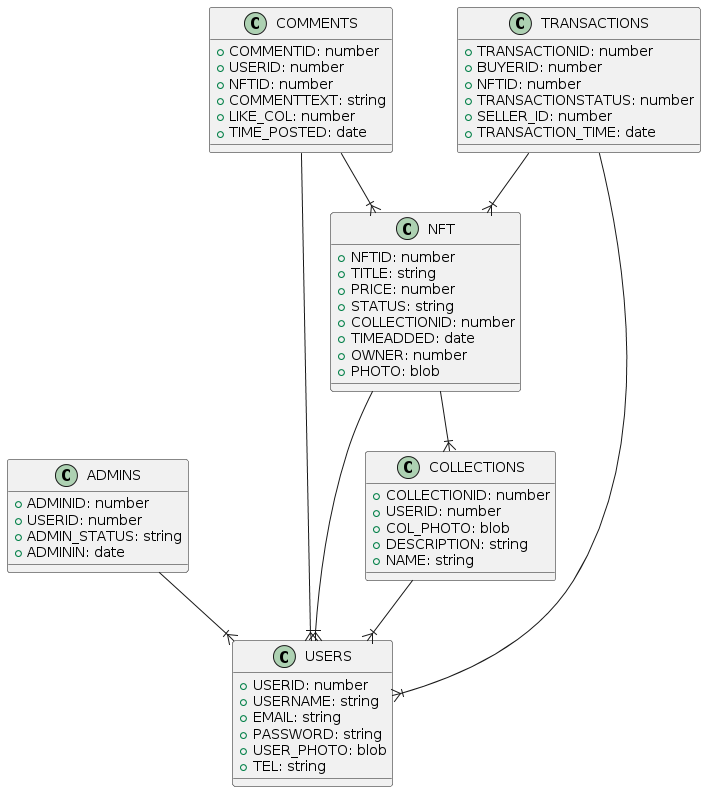 C COMMENTS
COMMENTID: number
USERID: number
NFTID: number
COMMENTTEXT: string
LIKE_COL: number
TIME_POSTED: date
C TRANSACTIONS
TRANSACTIONID: number
BUYERID: number
NFTID: number
TRANSACTIONSTATUS: number
SELLER_ID: number
TRANSACTION_TIME: date
C NFT
NFTID: number
TITLE: string
PRICE: number
STATUS: string
COLLECTIONID: number
TIMEADDED: date
OWNER: number
PHOTO: blob
C ADMINS
ADMINID: number
USERID: number
ADMIN_STATUS: string
ADMININ: date
C COLLECTIONS
COLLECTIONID: number
USERID: number
COL_PHOTO: blob
DESCRIPTION: string
NAME: string
C USERS
USERID: number
USERNAME: string
EMAIL: string
PASSWORD: string
USER_PHOTO: blob
TEL: string